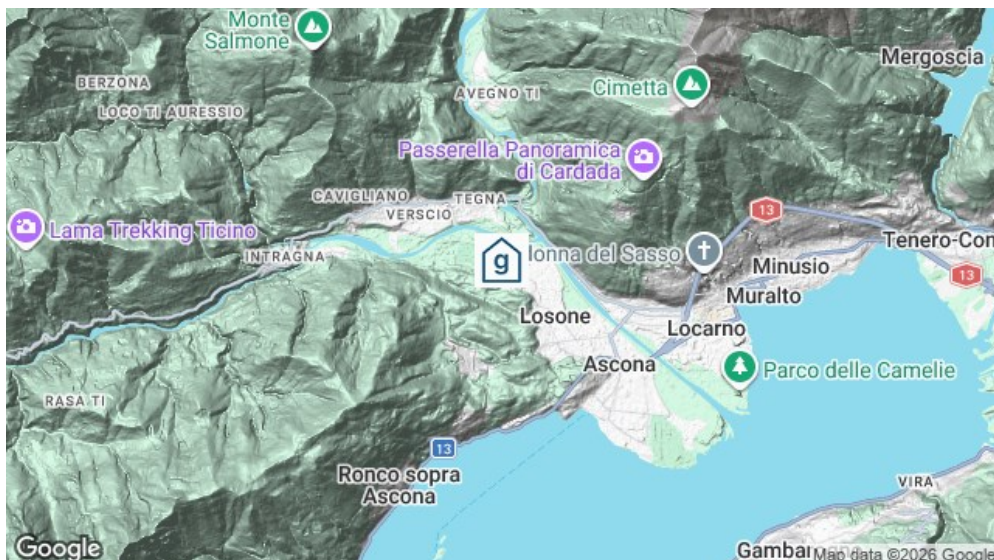 Monte
Salmone
Mergoscia
BERZONA
Cimetta
AVEGNO TI
LOCO TI AURESSIO
Passerella Panoramica
di Cardada
CAVIGLIANO
TEGNA
VERSCIO
13
Lama Trekking Ticino
INTRAGNA
g
onna del Sasso
Tenero-Con
Minusio
13
Muralto
Losone
Locarno
Ascona
Parco delle Camelie
RASA TI
13
Ronco sopra
Ascona
VIRA
Google
Gambar
Map data ©2026 Google